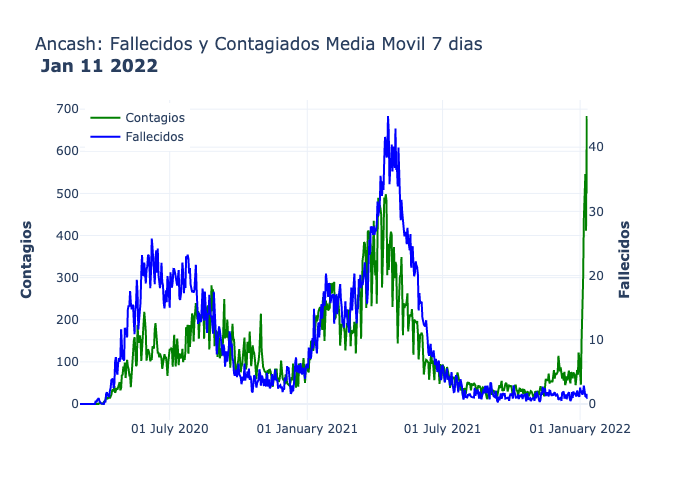 Ancash: Fallecidos y Contagiados Media Movil 7 dias
Jan 11 2022
Contagios
Fallecidos
700
600
500
400
300
200
100
0
Contagios
40
30
20
10
0
Fallecidos
01 July 2020
01 January 2021
01 July 2021
01 January 2022